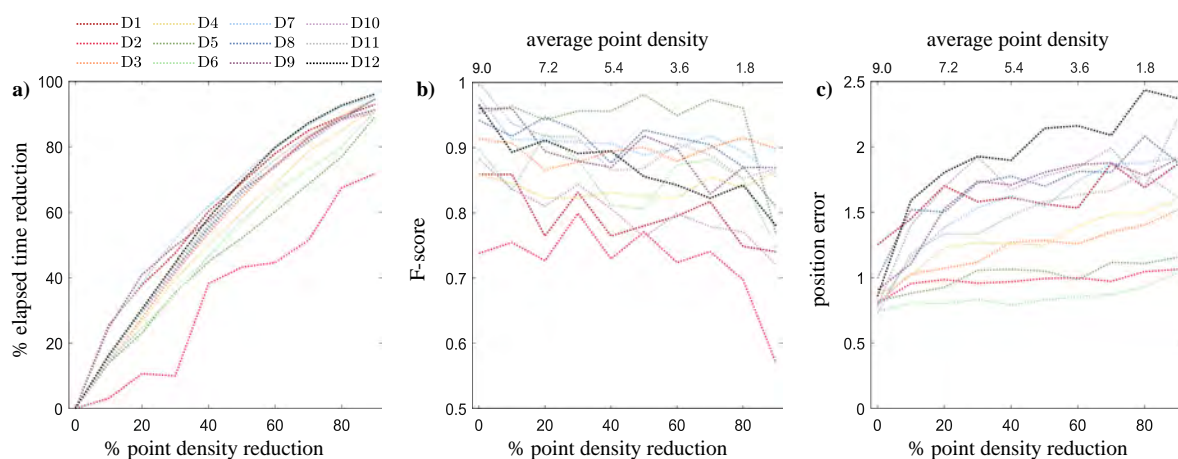 D1 D4 D7 D10
D2 D5 D8 D11
D3 D6 D9 D12
a)
100
80
60
40
20
0
% elapsed time reduction
0 20 40 60 80
% point density reduction
average point density
9.0 7.2 5.4 3.6 1.8
b)
1
0.9
0.8
0.7
0.6
0.5
F-score
0 20 40 60 80
% point density reduction
average point density
9.0 7.2 5.4 3.6 1.8
c)
2.5
2
1.5
1
0.5
0
position error
0 20 40 60 80
% point density reduction